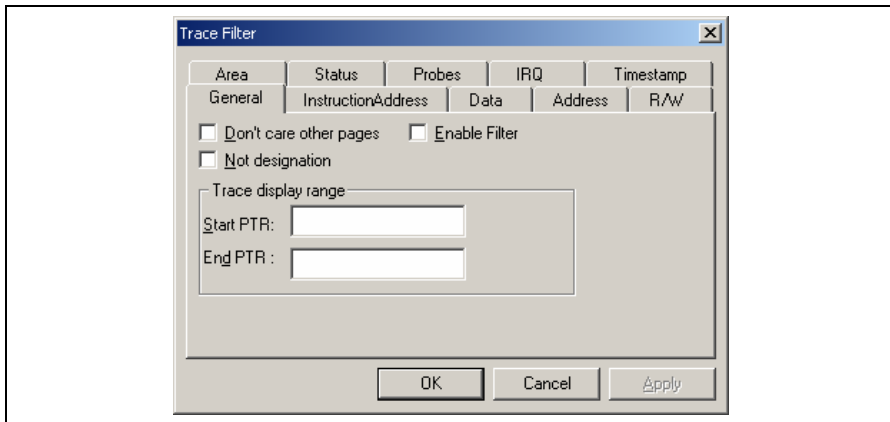 Trace Filter
Area Status Probes IRQ Timestamp
General InstructionAddress Data Address R/W
Don't care other pages Enable Filter
Not designation
Trace display range
Start PTR:
End PTR :
OK Cancel Apply